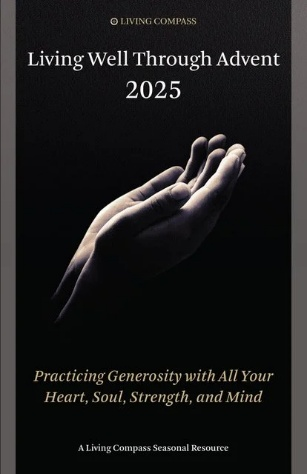 LIVING COMPASS
Living Well Through Advent
2025
Practicing Generosity with All Your
Heart, Soul, Strength, and Mind
A Living Compass Seasonal Resource